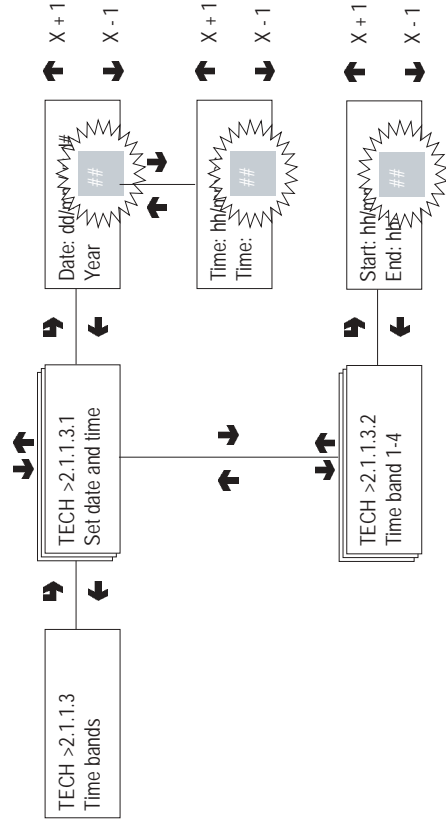 TECH >2.1.1.3
Time bands
TECH >2.1.1.3.1
Set date and time
Date: dd/
Year
##
X + 1
X - 1
Time: hh/m
Time:
##
X + 1
X - 1
TECH >2.1.1.3.2
Time band 1-4
Start: hh/m
End: hh
##
X + 1
X - 1